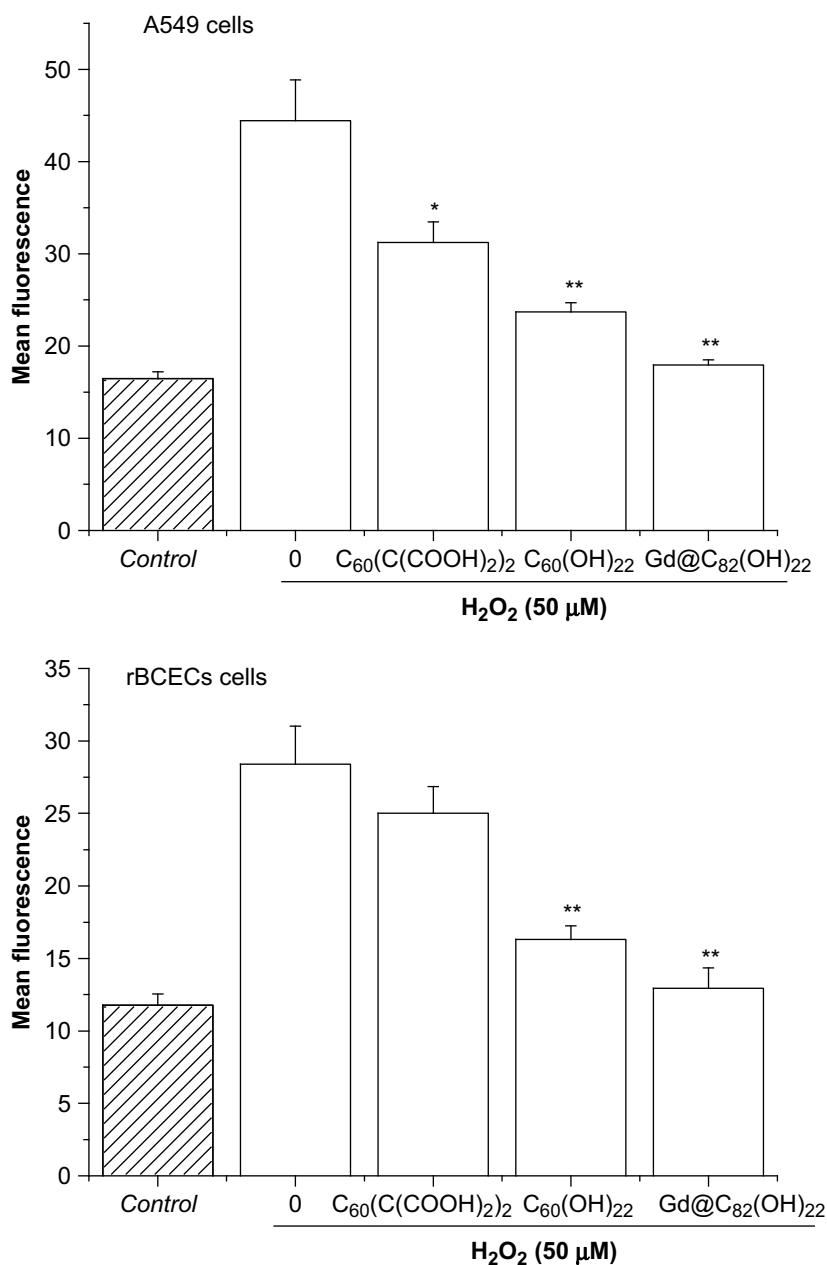 A549 cells
50
40
30
20
10
0
Mean fluorescence
*
**
**
Control
0
C₆₀(C(COOH)₂)₂
C₆₀(OH)₂₂
Gd@C₈₂(OH)₂₂
H₂O₂ (50 μM)
rBCECs cells
35
30
25
20
15
10
5
0
Mean fluorescence
**
**
Control
0
C₆₀(C(COOH)₂)₂
C₆₀(OH)₂₂
Gd@C₈₂(OH)₂₂
H₂O₂ (50 μM)